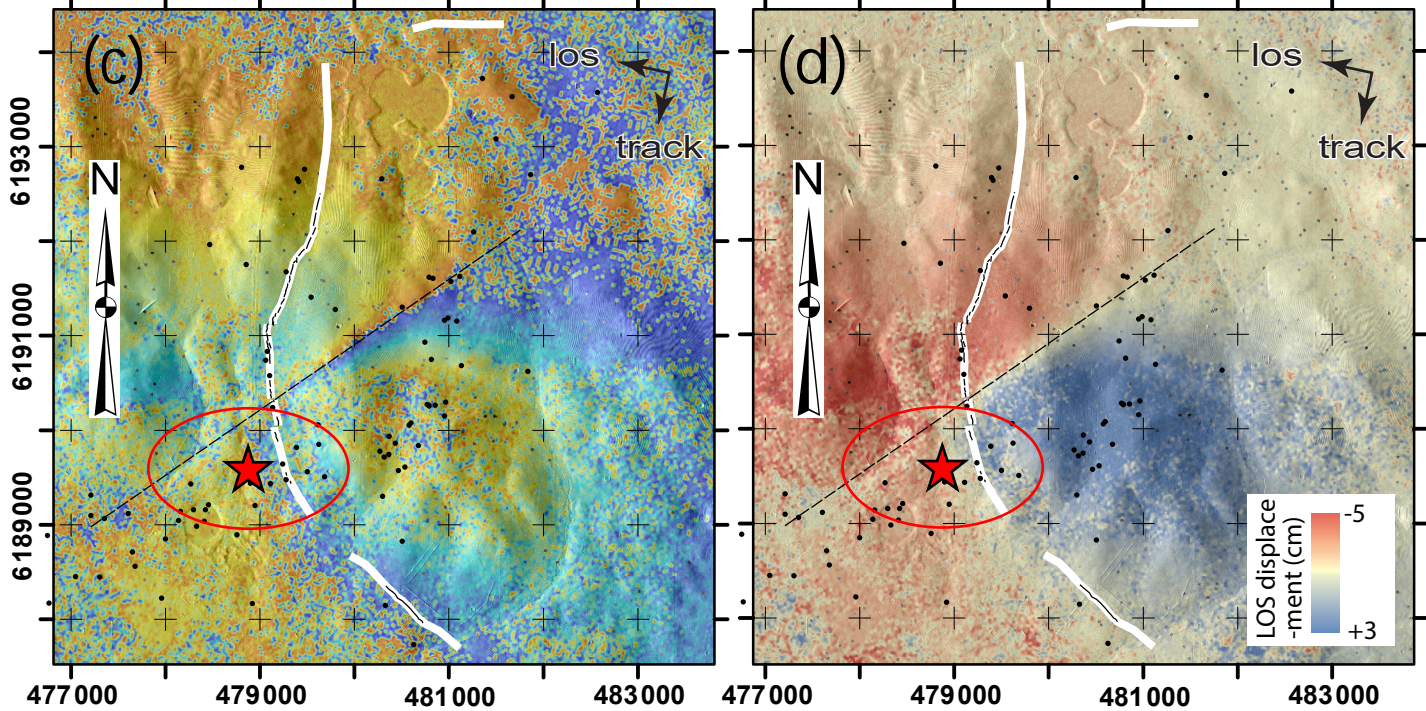 (c)
los
track
N
6193000
6191000
6189000
477000
479000
481000
483000
(d)
los
track
N
LOS displace
-ment (cm)
-5
+3
477000
479000
481000
483000